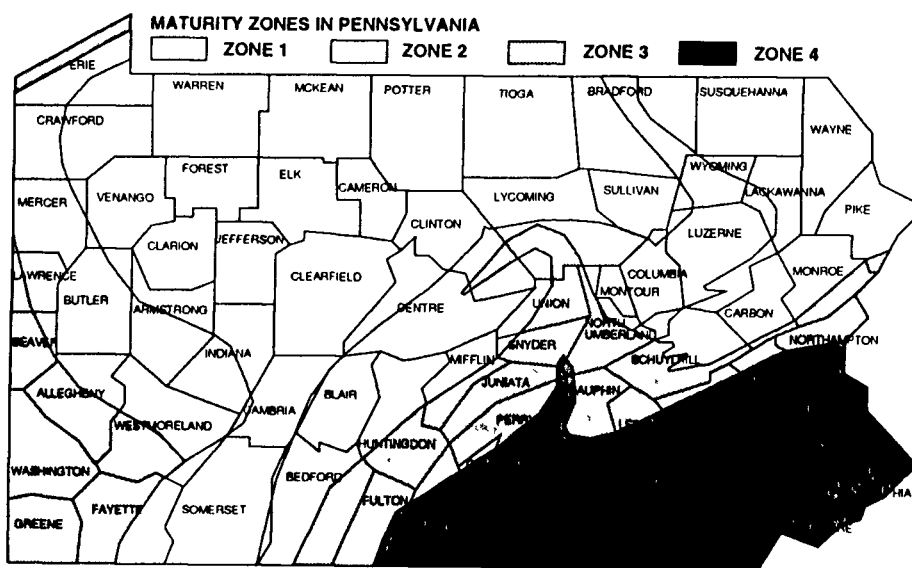 MATURITY ZONES IN PENNSYLVANIA
ZONE 1 ZONE 2 ZONE 3 ZONE 4
ERIE
WARREN MCKEAN POTTER TIOGA BRADFORD SUSQUEHANNA
CRAWFORD WAYNE
FOREST ELK CAMERON WYOMING
MERCER VENANGO LYCOMING SULLIVAN LACKAWANNA
CLINTON PIKE
CLARION JEFFERSON LUZERNE
LAWRENCE CLEARFIELD COLUMBIA MONROE
BUTLER ARMSTRONG CENTRE UNION MONTOUR
CARBON
BEAVER INDIANA SNYDER NORTH
UMBERLAND NORTHAMPTON
MIFFLIN SCHUYLKILL
ALLEGHENY BLAIR JUNIATA
CAMBRIA DAUPHIN
WESTMORELAND PERRY
HUNTINGDON
WASHINGTON BEDFORD
FULTON HIA
GREENE FAYETTE SOMERSET